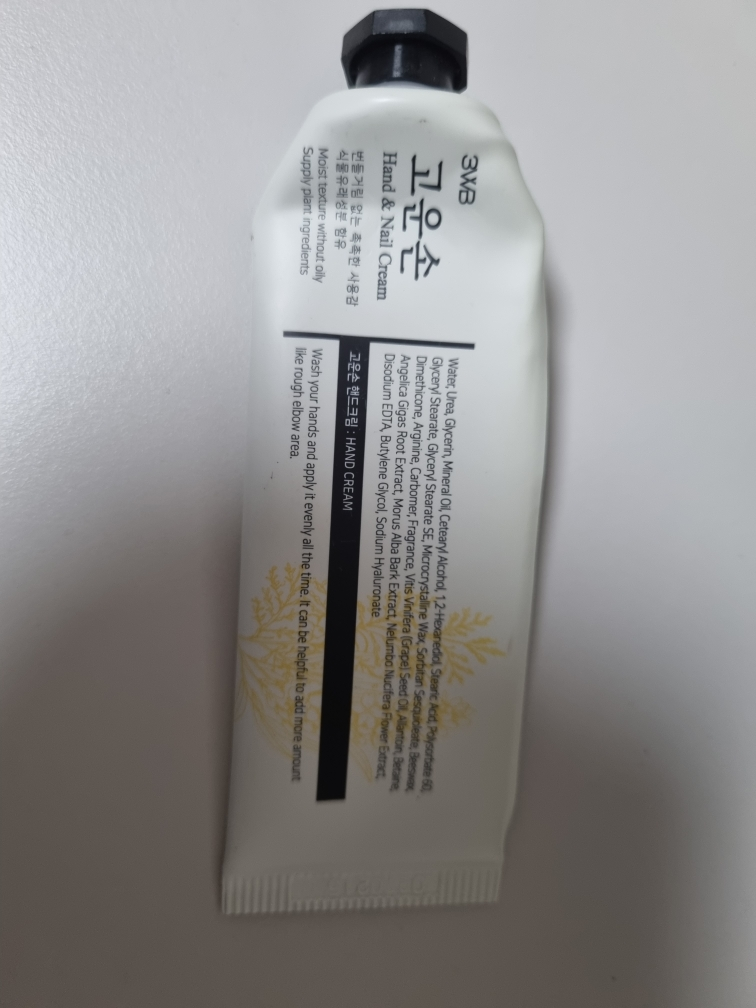 3WB
고운손
Hand & Nail Cream
번들거림 없는 촉촉한 사용감
식물유래성분 함유
Moist texture without oily
Supply plant ingredients
Water, Urea, Glycerin, Mineral Oil, Cetearyl Alcohol, 1,2-Hexanediol, Stearic Acid, Polysorbate 60,
Glyceryl Stearate, Glyceryl Stearate SE, Microcrystalline Wax, Sorbitan Sesquioleate, Beeswax,
Dimethicone, Arginine, Carbomer, Fragrance, Vitis Vinifera (Grape) Seed Oil, Allantoin, Betaine,
Angelica Gigas Root Extract, Morus Alba Bark Extract, Nelumbo Nucifera Flower Extract,
Disodium EDTA, Butylene Glycol, Sodium Hyaluronate
고운손 핸드크림 : HAND CREAM
Wash your hands and apply it evenly all the time. It can be helpful to add more amount
like rough elbow area.